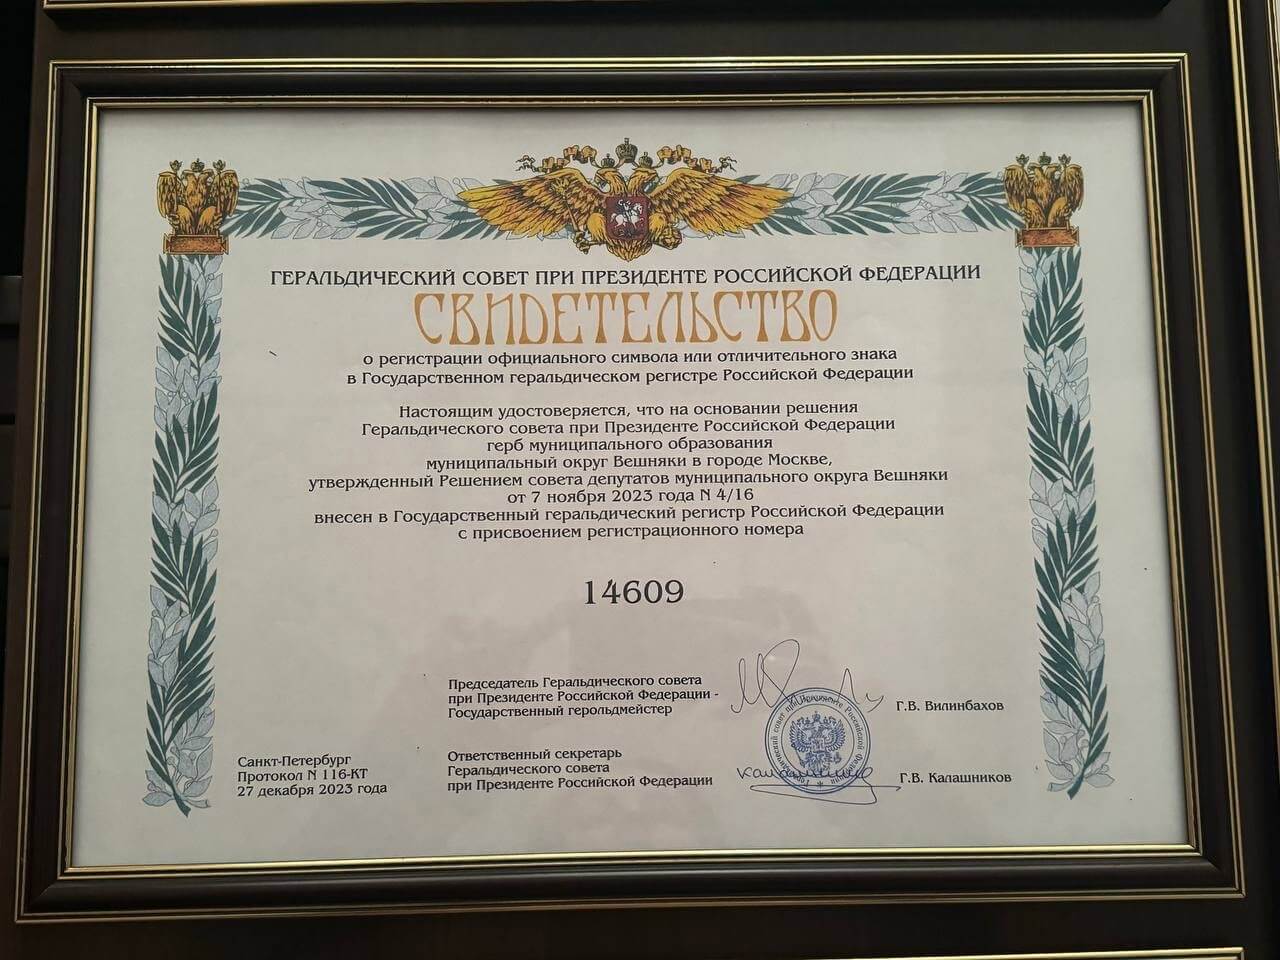 ГЕРАЛЬДИЧЕСКИЙ СОВЕТ ПРИ ПРЕЗИДЕНТЕ РОССИЙСКОЙ ФЕДЕРАЦИИ
СВИДЕТЕЛЬСТВО
о регистрации официального символа или отличительного знака
в Государственном геральдическом регистре Российской Федерации
Настоящим удостоверяется, что на основании решения
Геральдического совета при Президенте Российской Федерации
герб муниципального образования
муниципальный округ Вешняки в городе Москве,
утвержденный Решением совета депутатов муниципального округа Вешняки
от 7 ноября 2023 года N 4/16
внесен в Государственный геральдический регистр Российской Федерации
с присвоением регистрационного номера
14609
Председатель Геральдического совета
при Президенте Российской Федерации -
Государственный герольдмейстер
Г.В. Вилинбахов
Ответственный секретарь
Геральдического совета
при Президенте Российской Федерации
Г.В. Калашников
Санкт-Петербург
Протокол N 116-КТ
27 декабря 2023 года